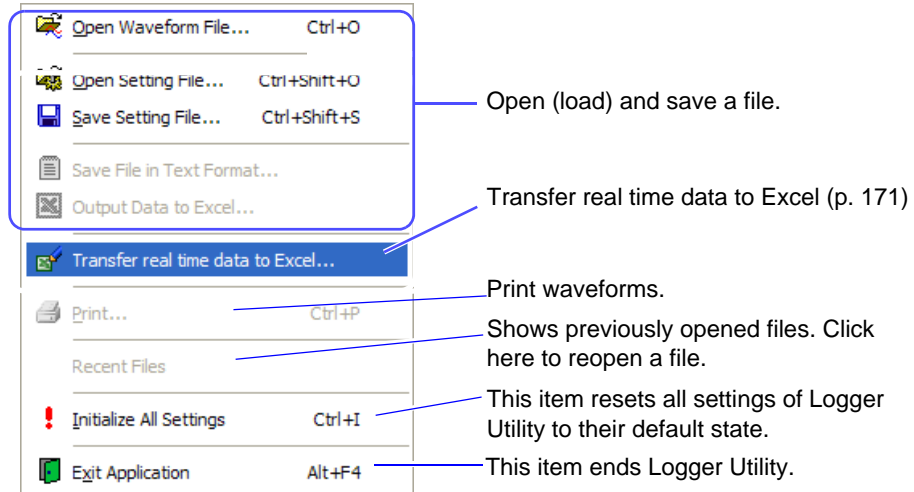 Open Waveform File... Ctrl+O
Open Setting File... Ctrl+Shift+O
Save Setting File... Ctrl+Shift+S
Open (load) and save a file.
Save File in Text Format...
Output Data to Excel...
Transfer real time data to Excel (p. 171)
Transfer real time data to Excel...
Print waveforms.
Print... Ctrl+P
Shows previously opened files. Click
here to reopen a file.
Recent Files
This item resets all settings of Logger
Utility to their default state.
Initialize All Settings Ctrl+I
Exit Application Alt+F4
This item ends Logger Utility.